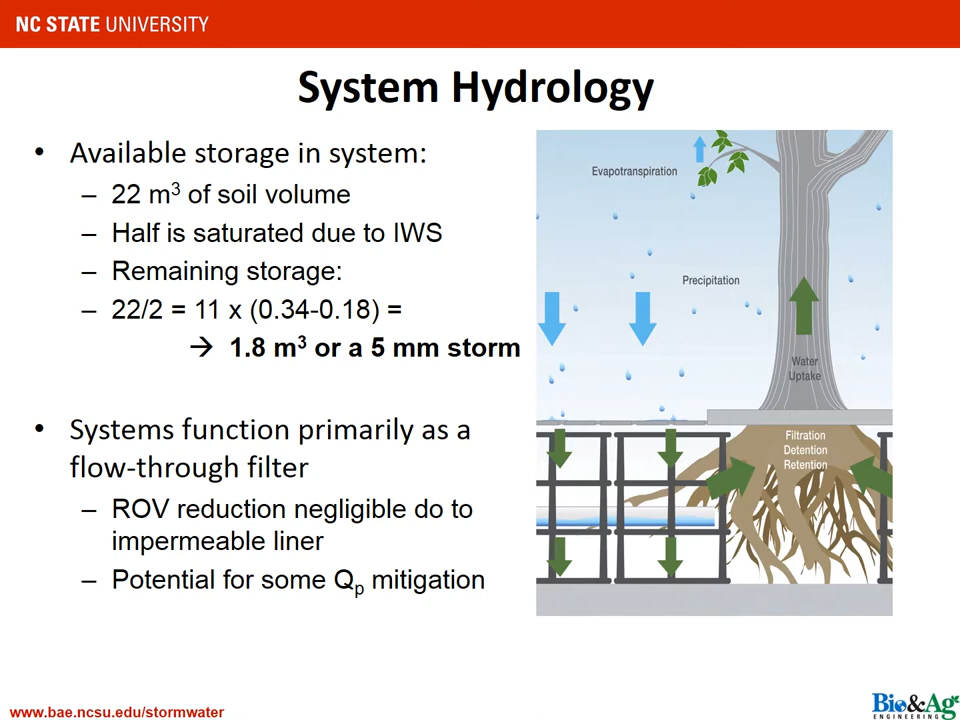 NC STATE UNIVERSITY
System Hydrology
• Available storage in system:
– 22 m³ of soil volume
– Half is saturated due to IWS
– Remaining storage:
– 22/2 = 11 x (0.34-0.18) =
→ 1.8 m³ or a 5 mm storm
• Systems function primarily as a
flow-through filter
– ROV reduction negligible do to
impermeable liner
– Potential for some Qp mitigation
Evapotranspiration
Precipitation
Water
Uptake
Filtration
Detention
Retention
www.bae.ncsu.edu/stormwater
Bio&Ag
ENGINEERING